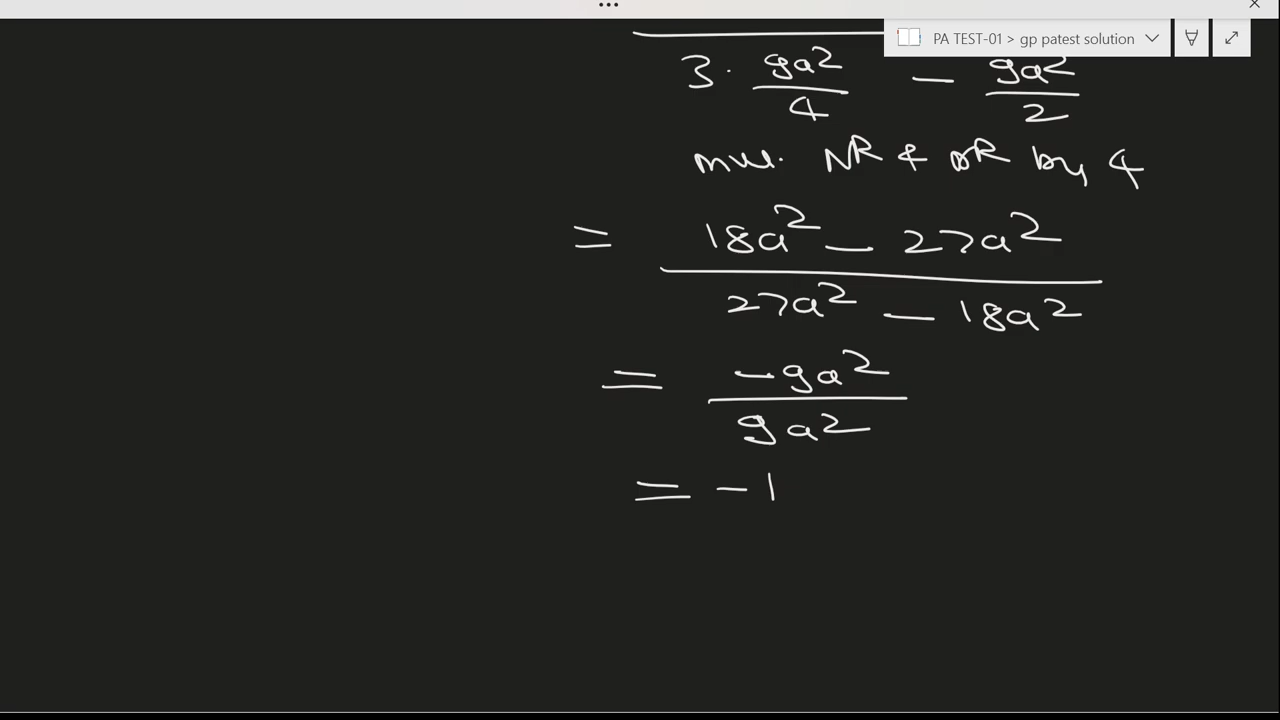 PA TEST-01 > gp patest solution
3 · 9a²/4 − 9a²/2
mul. NR & DR by 4
= (18a² − 27a²)/(27a² − 18a²)
= −9a²/9a²
= −1